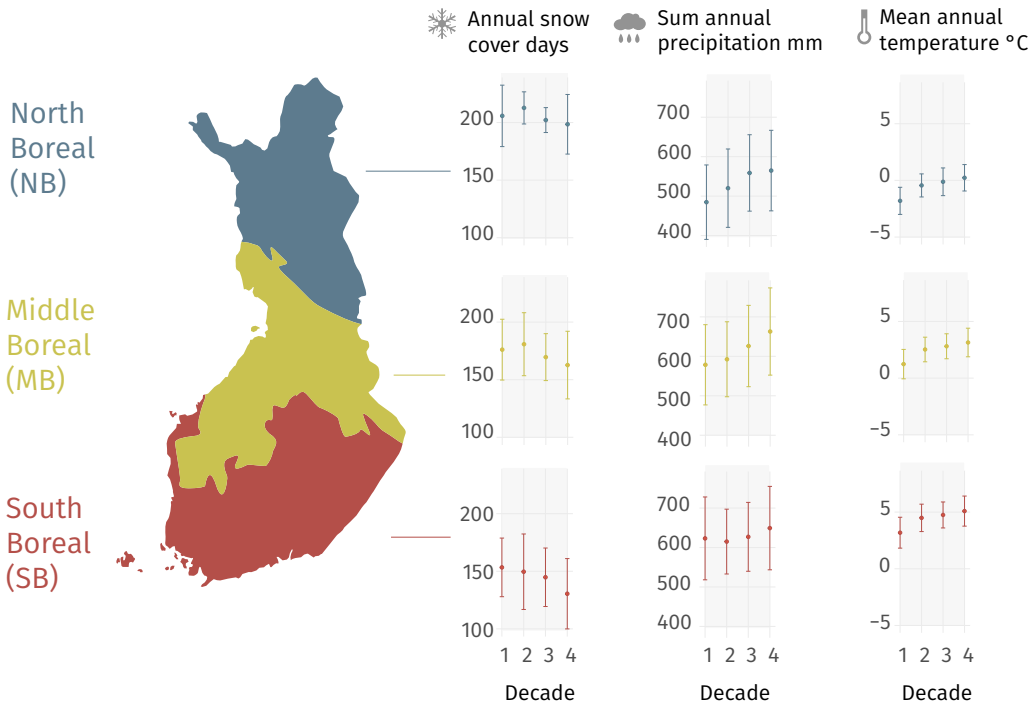 Annual snow
cover days
Sum annual
precipitation mm
Mean annual
temperature °C
North
Boreal
(NB)
200
150
100
700
600
500
400
5
0
−5
Middle
Boreal
(MB)
200
150
100
700
600
500
400
5
0
−5
South
Boreal
(SB)
200
150
100
700
600
500
400
5
0
−5
1 2 3 4
1 2 3 4
1 2 3 4
Decade
Decade
Decade